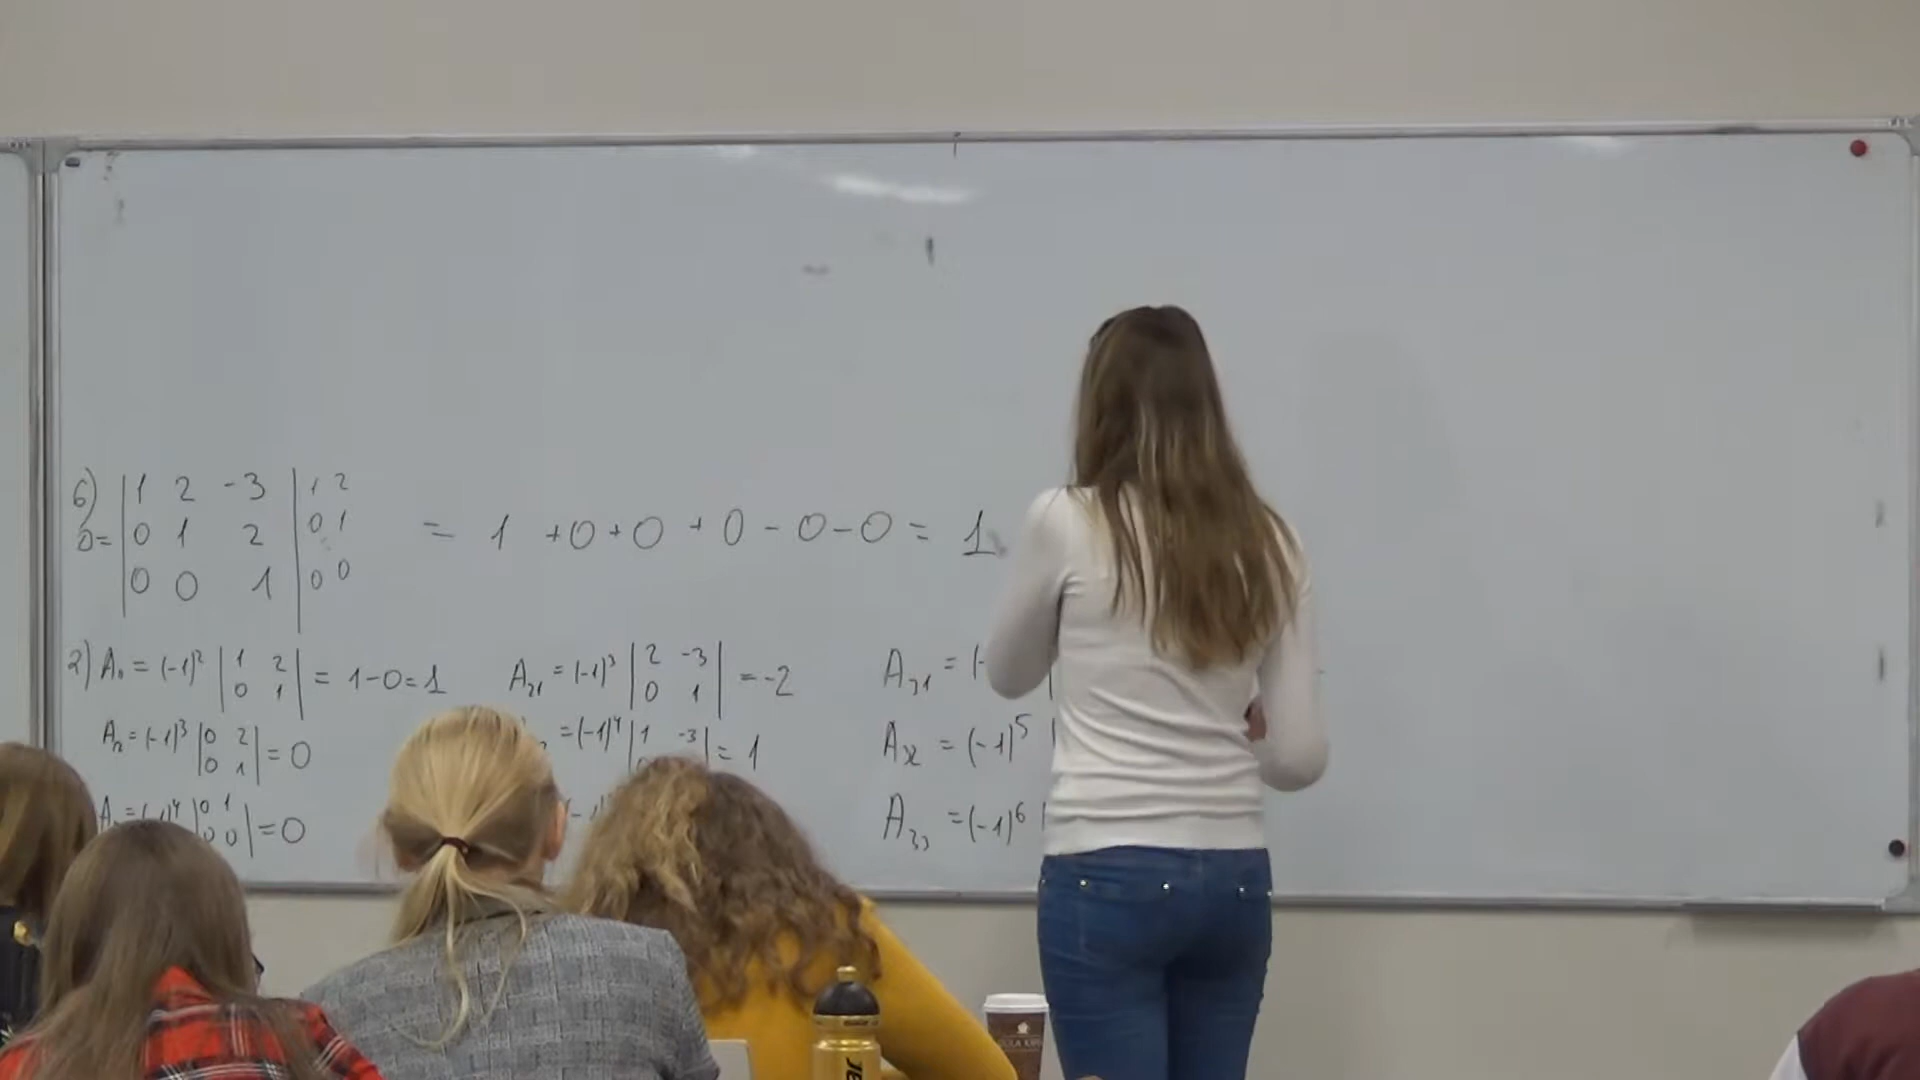 б) | 1 2 -3 | 1 2
D= | 0 1 2 | 0 1 = 1 +0+0 +0 -0-0 = 1
| 0 0 1 | 0 0
2) A₁₁ = (-1)² | 1 2 | = 1-0=1 A₂₁ = (-1)³ | 2 -3 | = -2 A₃₁ = (-
| 0 1 | | 0 1 |
A₁₂ = (-1)³ | 0 2 | = 0 = (-1)⁴ | 1 -3 | = 1 A₃₂ = (-1)⁵ |
| 0 1 |
A = (-1)⁴ | 0 1 | = 0 (- A₃₃ = (-1)⁶ |
| 0 0 |